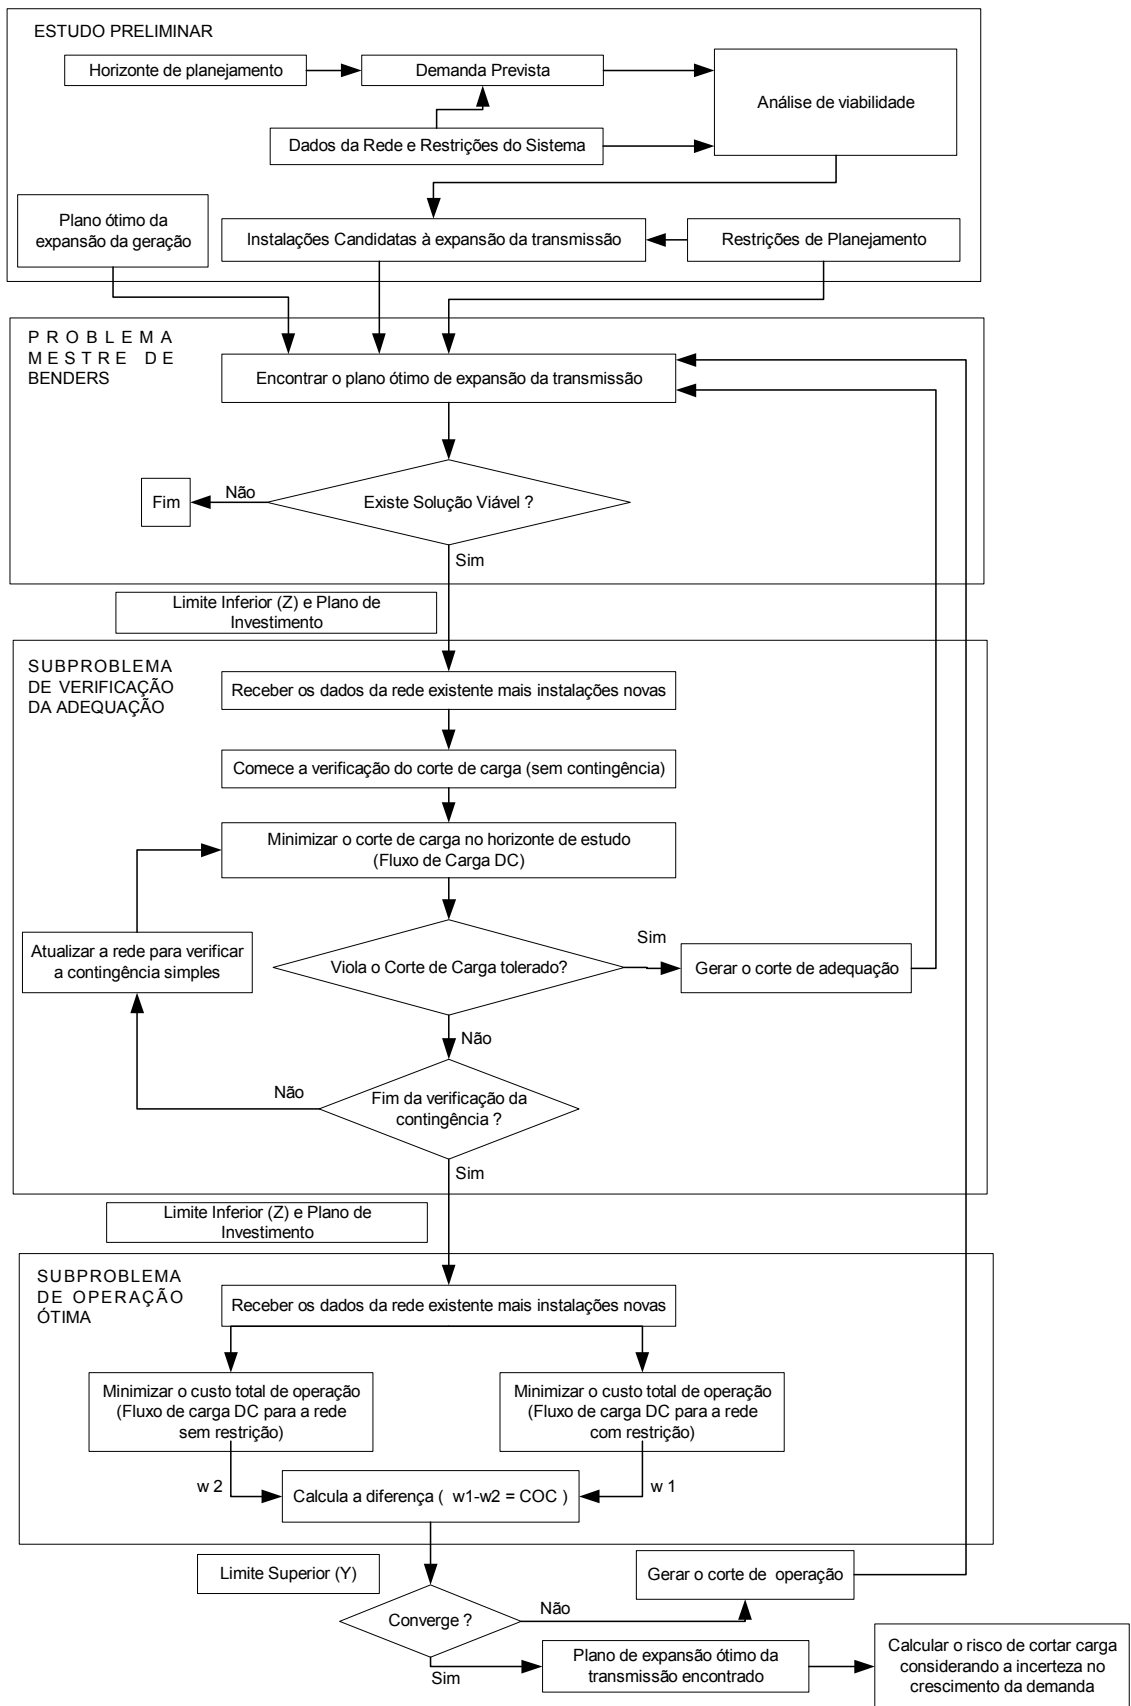 ESTUDO PRELIMINAR
Horizonte de planejamento
Demanda Prevista
Análise de viabilidade
Dados da Rede e Restrições do Sistema
Plano ótimo da
expansão da geração
Instalações Candidatas à expansão da transmissão
Restrições de Planejamento
PROBLEMA
MESTRE DE
BENDERS
Encontrar o plano ótimo de expansão da transmissão
Fim
Não
Existe Solução Viável ?
Sim
Limite Inferior (Z) e Plano de
Investimento
SUBPROBLEMA
DE VERIFICAÇÃO
DA ADEQUAÇÃO
Receber os dados da rede existente mais instalações novas
Comece a verificação do corte de carga (sem contingência)
Minimizar o corte de carga no horizonte de estudo
(Fluxo de Carga DC)
Atualizar a rede para verificar
a contingência simples
Viola o Corte de Carga tolerado?
Sim
Gerar o corte de adequação
Não
Não
Fim da verificação da
contingência ?
Sim
Limite Inferior (Z) e Plano de
Investimento
SUBPROBLEMA
DE OPERAÇÃO
ÓTIMA
Receber os dados da rede existente mais instalações novas
Minimizar o custo total de operação
(Fluxo de carga DC para a rede
sem restrição)
Minimizar o custo total de operação
(Fluxo de carga DC para a rede
com restrição)
w 2
Calcula a diferença ( w1-w2 = COC )
w 1
Limite Superior (Y)
Gerar o corte de operação
Converge ?
Não
Sim
Plano de expansão ótimo da
transmissão encontrado
Calcular o risco de cortar carga
considerando a incerteza no
crescimento da demanda